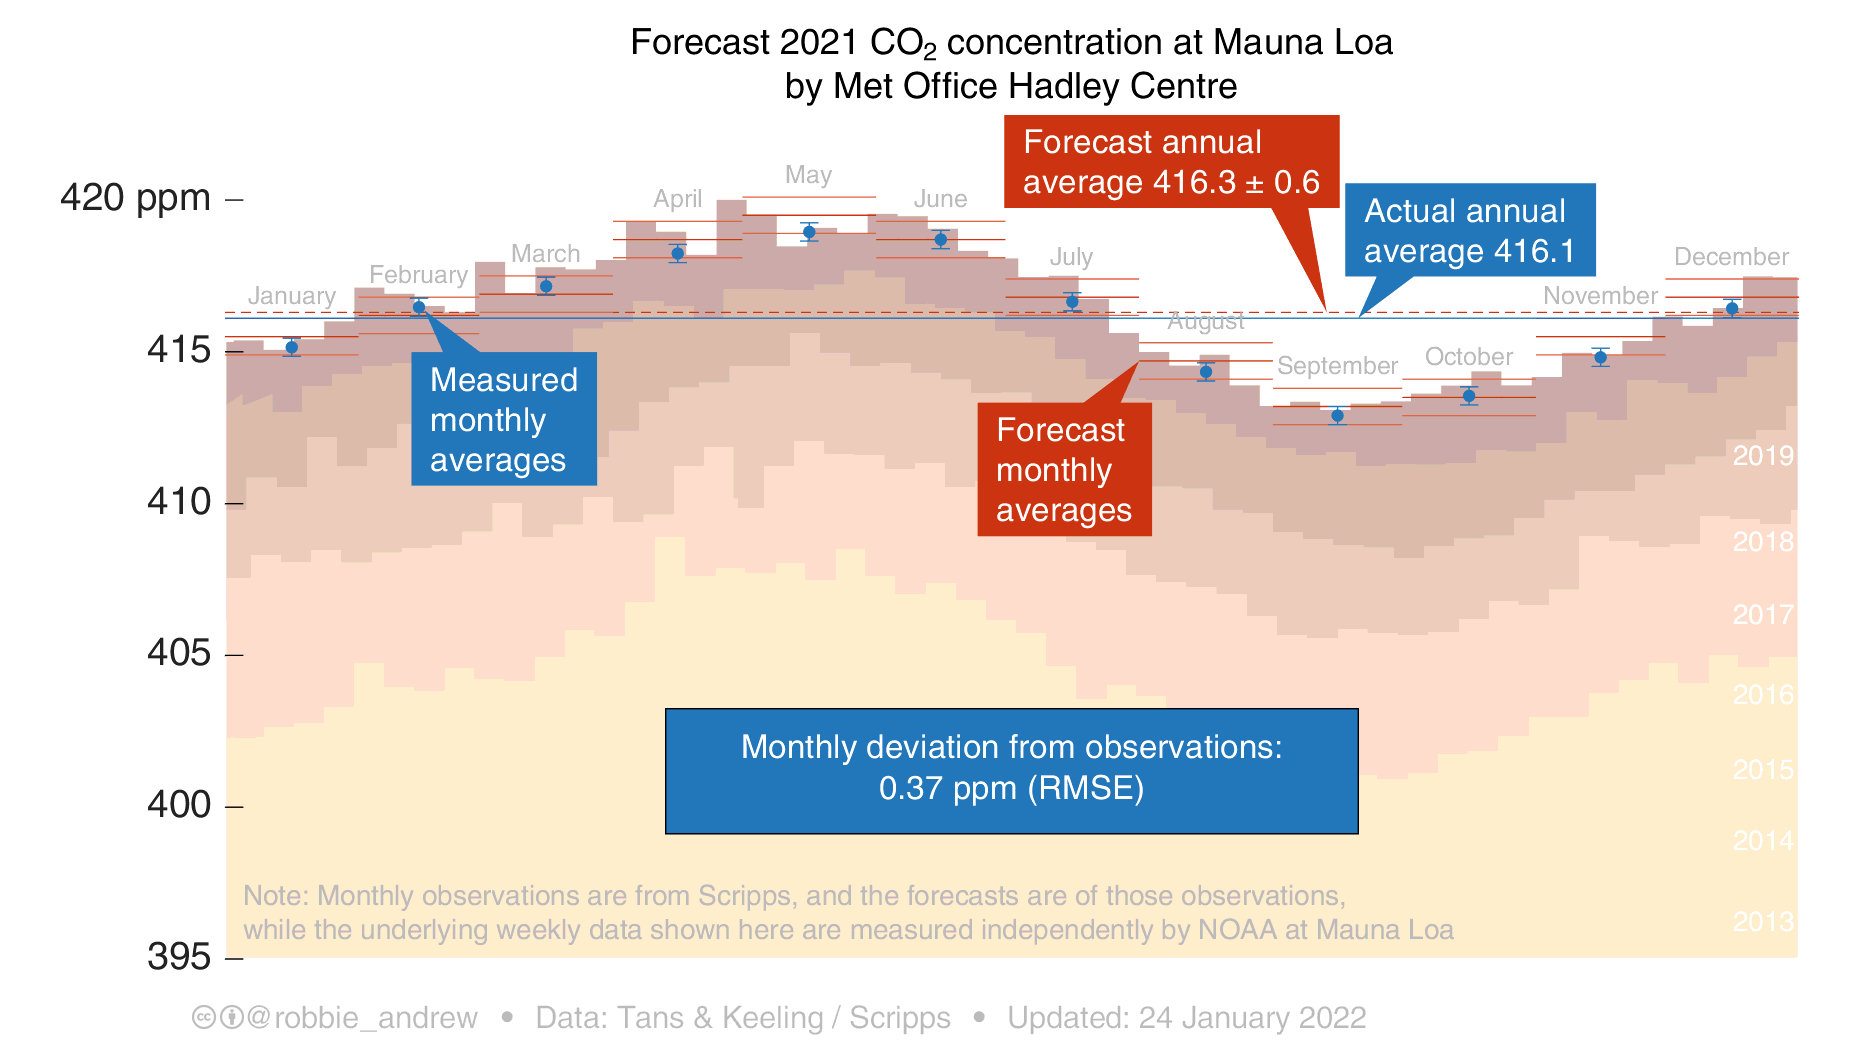 Forecast 2021 CO₂ concentration at Mauna Loa
by Met Office Hadley Centre
Forecast annual
average 416.3 ± 0.6
Actual annual
average 416.1
420 ppm
415
410
405
400
395
January
February
March
April
May
June
July
August
September
October
November
December
Measured
monthly
averages
Forecast
monthly
averages
2019
2018
2017
2016
2015
2014
2013
Monthly deviation from observations:
0.37 ppm (RMSE)
Note: Monthly observations are from Scripps, and the forecasts are of those observations,
while the underlying weekly data shown here are measured independently by NOAA at Mauna Loa
cc @robbie_andrew • Data: Tans & Keeling / Scripps • Updated: 24 January 2022